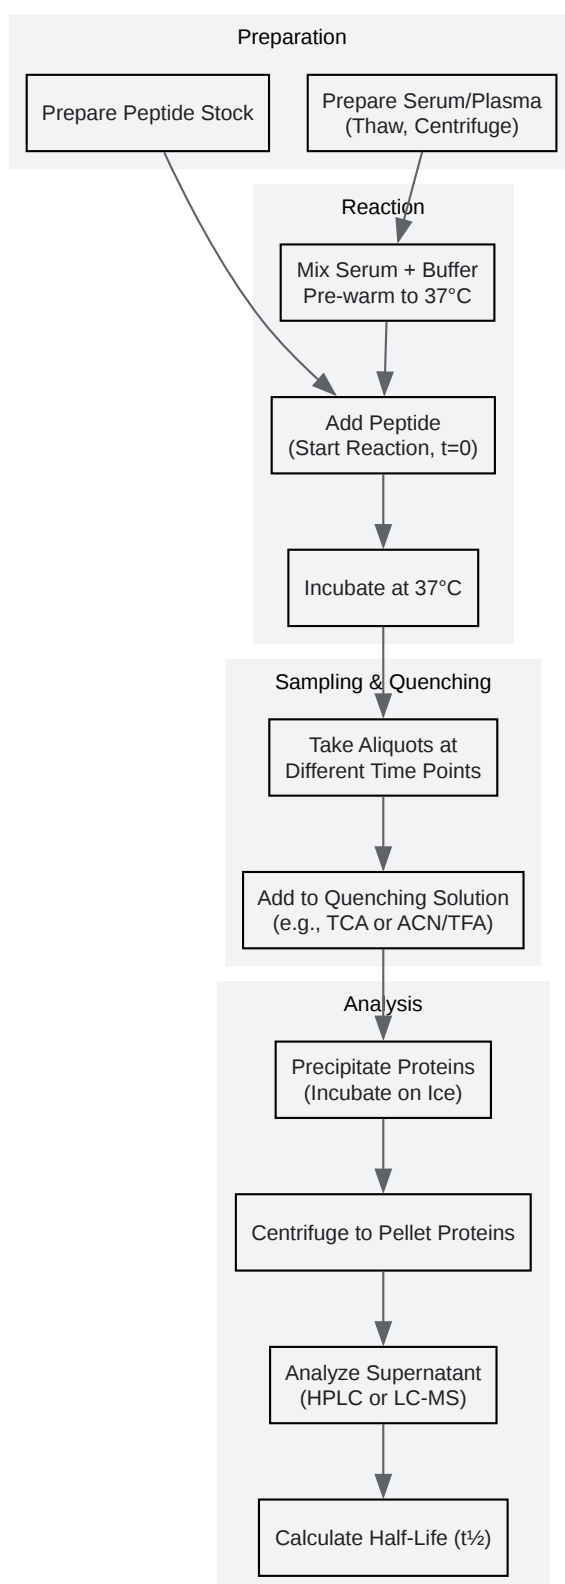 Preparation
Prepare Peptide Stock
Prepare Serum/Plasma
(Thaw, Centrifuge)
Reaction
Mix Serum + Buffer
Pre-warm to 37°C
Add Peptide
(Start Reaction, t=0)
Incubate at 37°C
Sampling & Quenching
Take Aliquots at
Different Time Points
Add to Quenching Solution
(e.g., TCA or ACN/TFA)
Analysis
Precipitate Proteins
(Incubate on Ice)
Centrifuge to Pellet Proteins
Analyze Supernatant
(HPLC or LC-MS)
Calculate Half-Life (t½)